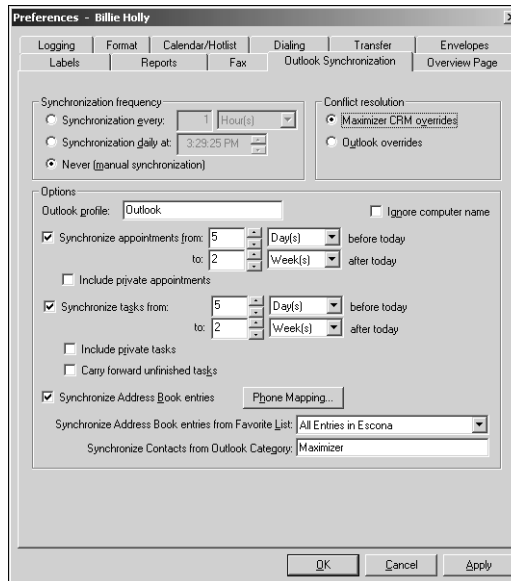 Preferences - Billie Holly
Logging Format Calendar/Hotlist Dialing Transfer Envelopes
Labels Reports Fax Outlook Synchronization Overview Page
Synchronization frequency
Synchronization every: 1 Hour(s)
Synchronization daily at: 3:29:25 PM
Never (manual synchronization)
Conflict resolution
Maximizer CRM overrides
Outlook overrides
Options
Outlook profile: Outlook Ignore computer name
Synchronize appointments from: 5 Day(s) before today
to: 2 Week(s) after today
Include private appointments
Synchronize tasks from: 5 Day(s) before today
to: 2 Week(s) after today
Include private tasks
Carry forward unfinished tasks
Synchronize Address Book entries Phone Mapping...
Synchronize Address Book entries from Favorite List: All Entries in Escona
Synchronize Contacts from Outlook Category: Maximizer
OK Cancel Apply